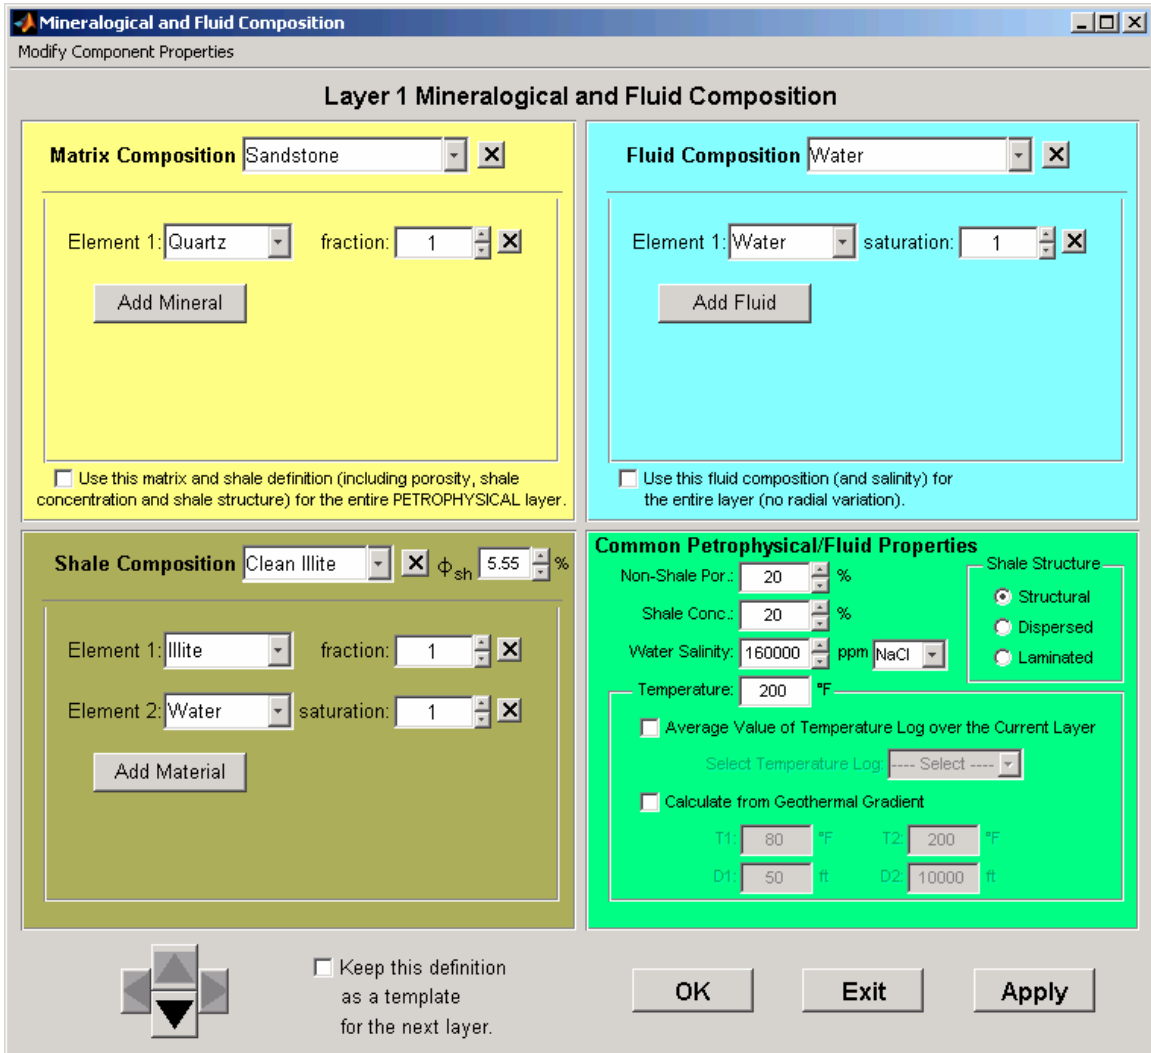 Mineralogical and Fluid Composition
Modify Component Properties
Layer 1 Mineralogical and Fluid Composition
Matrix Composition Sandstone
Element 1: Quartz fraction: 1
Add Mineral
Use this matrix and shale definition (including porosity, shale
concentration and shale structure) for the entire PETROPHYSICAL layer.
Fluid Composition Water
Element 1: Water saturation: 1
Add Fluid
Use this fluid composition (and salinity) for
the entire layer (no radial variation).
Shale Composition Clean Illite ϕsh 5.55 %
Element 1: Illite fraction: 1
Element 2: Water saturation: 1
Add Material
Common Petrophysical/Fluid Properties
Non-Shale Por.: 20 %
Shale Conc.: 20 %
Water Salinity: 160000 ppm NaCl
Shale Structure
Structural
Dispersed
Laminated
Temperature: 200 °F
Average Value of Temperature Log over the Current Layer
Select Temperature Log: ---- Select ----
Calculate from Geothermal Gradient
T1: 80 °F T2: 200 °F
D1: 50 ft D2: 10000 ft
Keep this definition
as a template
for the next layer.
OK Exit Apply